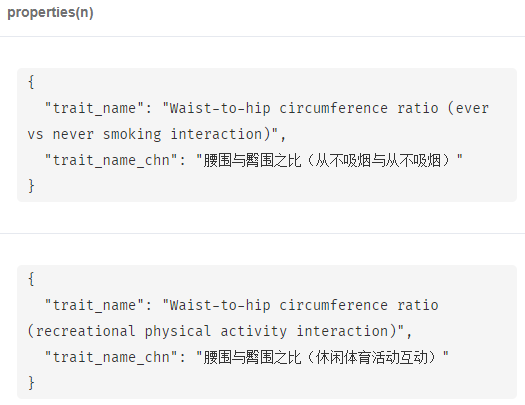 properties(n)
{
"trait_name": "Waist-to-hip circumference ratio (ever
vs never smoking interaction)",
"trait_name_chn": "腰围与臀围之比（从不吸烟与从不吸烟）"
}
{
"trait_name": "Waist-to-hip circumference ratio
(recreational physical activity interaction)",
"trait_name_chn": "腰围与臀围之比（休闲体育活动互动）"
}